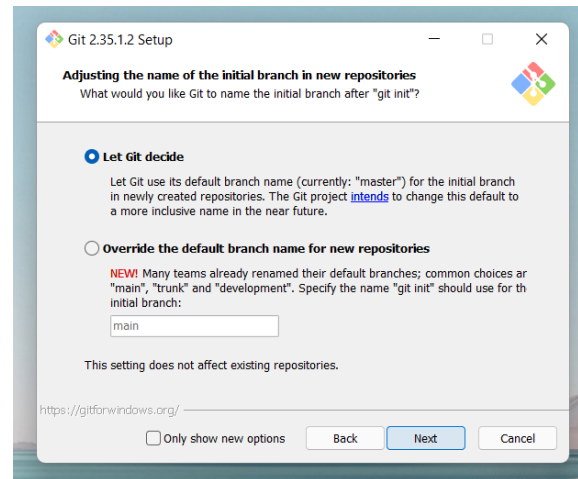 Git 2.35.1.2 Setup
Adjusting the name of the initial branch in new repositories
What would you like Git to name the initial branch after "git init"?
Let Git decide
Let Git use its default branch name (currently: "master") for the initial branch
in newly created repositories. The Git project intends to change this default to
a more inclusive name in the near future.
Override the default branch name for new repositories
NEW! Many teams already renamed their default branches; common choices ar
"main", "trunk" and "development". Specify the name "git init" should use for th
initial branch:
main
This setting does not affect existing repositories.
https://gitforwindows.org/
Only show new options
Back
Next
Cancel